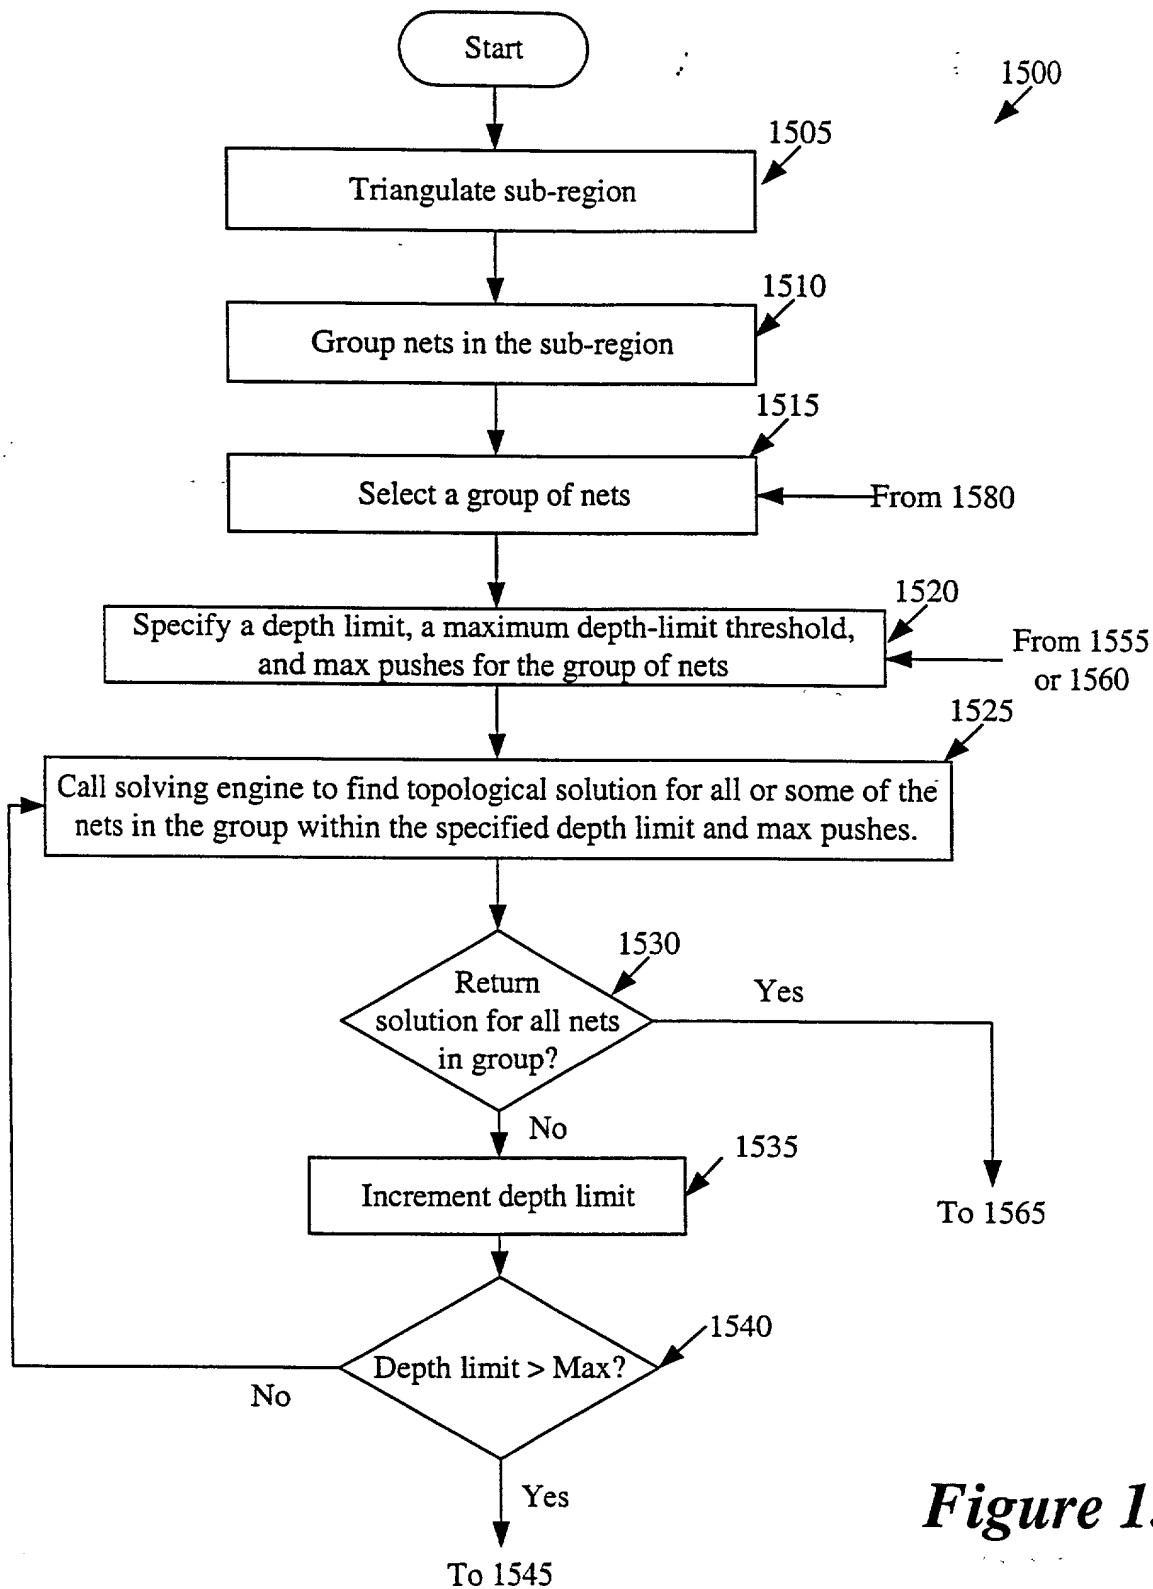 Start
1500
1505
Triangulate sub-region
1510
Group nets in the sub-region
1515
Select a group of nets
From 1580
1520
Specify a depth limit, a maximum depth-limit threshold,
and max pushes for the group of nets
From 1555
or 1560
1525
Call solving engine to find topological solution for all or some of the
nets in the group within the specified depth limit and max pushes.
1530
Return
solution for all nets
in group?
Yes
No
1535
Increment depth limit
To 1565
1540
Depth limit > Max?
No
Yes
To 1545
Figure 1